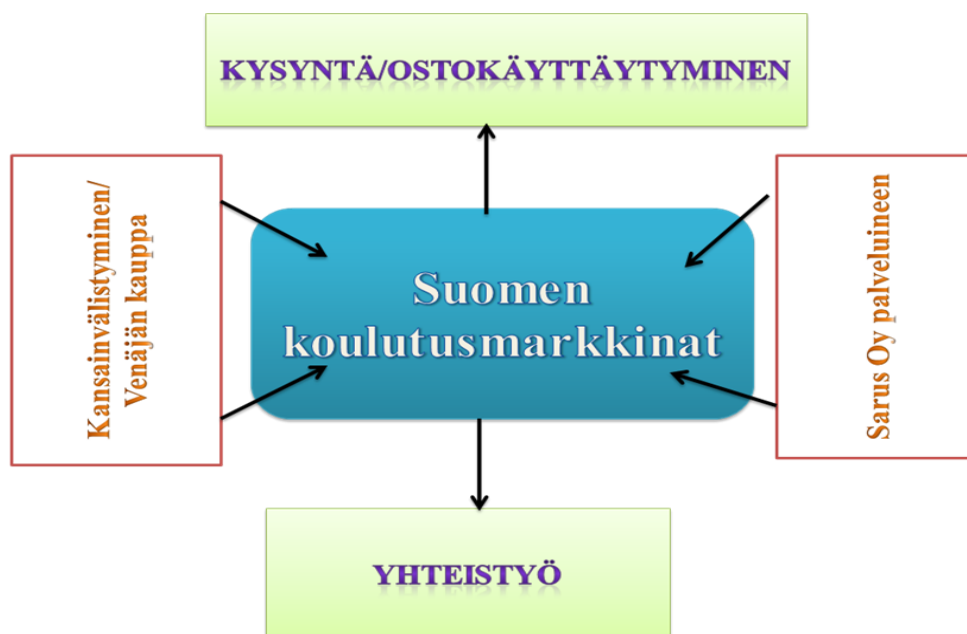 KYSYNTÄ/OSTOKÄYTTÄYTYMINEN
Kansainvälistyminen/
Venäjän kauppa
Suomen
koulutusmarkkinat
Sarus Oy palveluineen
YHTEISTYÖ